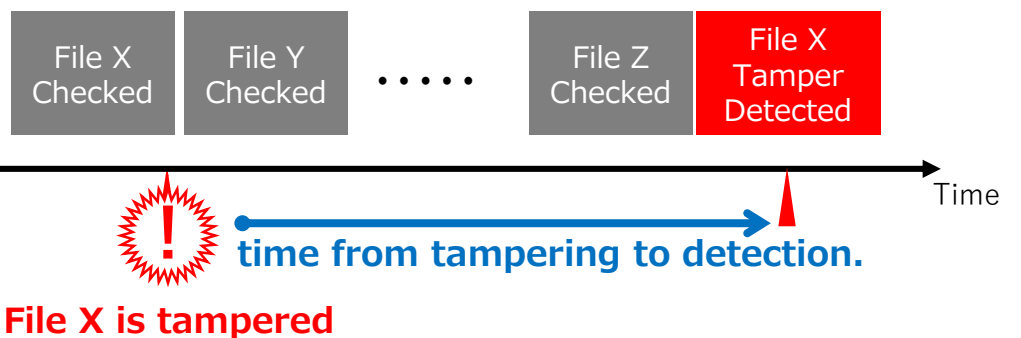 File X
Checked
File Y
Checked
.....
File Z
Checked
File X
Tamper
Detected
Time
!
time from tampering to detection.
File X is tampered